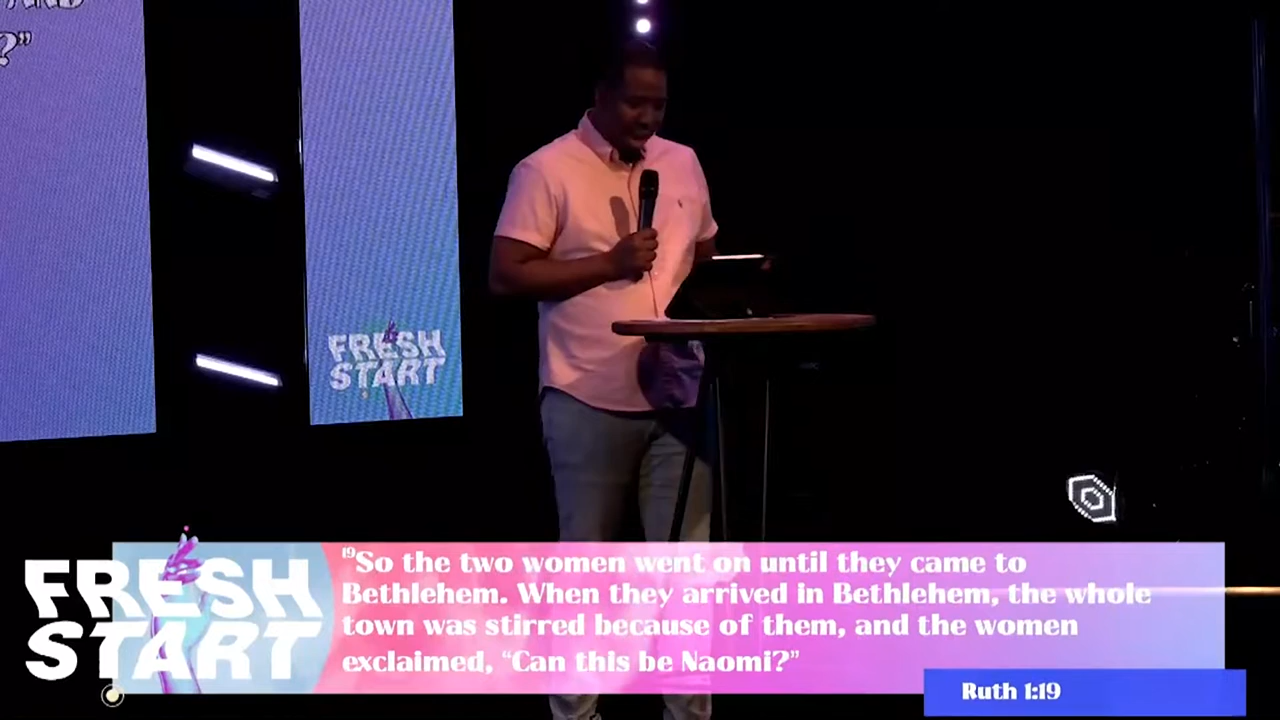 ?”
FRESH
START
FRESH
START
¹⁹So the two women went on until they came to
Bethlehem. When they arrived in Bethlehem, the whole
town was stirred because of them, and the women
exclaimed, “Can this be Naomi?”
Ruth 1:19